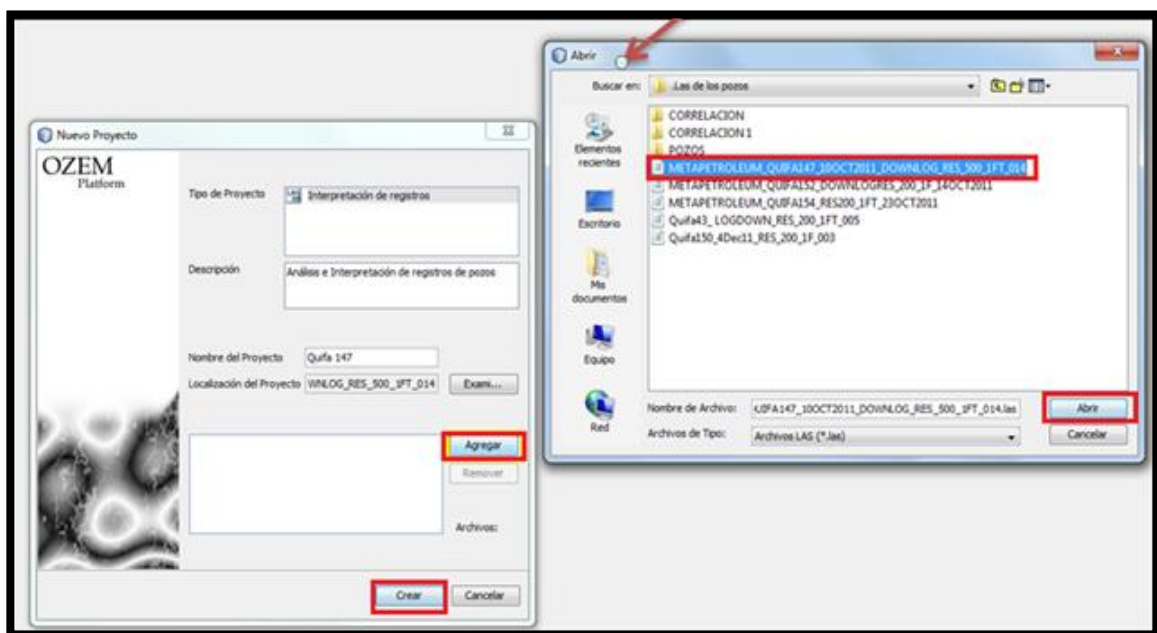 Nuevo Proyecto
OZEM
Platform
Tipo de Proyecto
Interpretación de registros
Descripción
Análisis e Interpretación de registros de pozos
Nombre del Proyecto
Quifa 147
Localización del Proyecto
WNLOG_RES_500_1FT_014
Exami...
Agregar
Remover
Archivos:
Crear
Cancelar
Abrir
Buscar en:
.Las de los pozos
Elementos
recientes
Escritorio
Mis
documentos
Equipo
Red
CORRELACION
CORRELACION1
POZOS
METAPETROLEUM_QUIFA147_10OCT2011_DOWNLOG_RES_500_1FT_014
METAPETROLEUM_QUIFA152_DOWNLOGRES_200_1F_14OCT2011
METAPETROLEUM_QUIFA154_RES200_1FT_23OCT2011
Quifa43_ LOGDOWN_RES_200_1FT_005
Quifa150_4Dec11_RES_200_1F_003
Nombre de Archivo:
UIFA147_10OCT2011_DOWNLOG_RES_500_1FT_014.las
Abrir
Archivos de Tipo:
Archivos LAS (*.las)
Cancelar